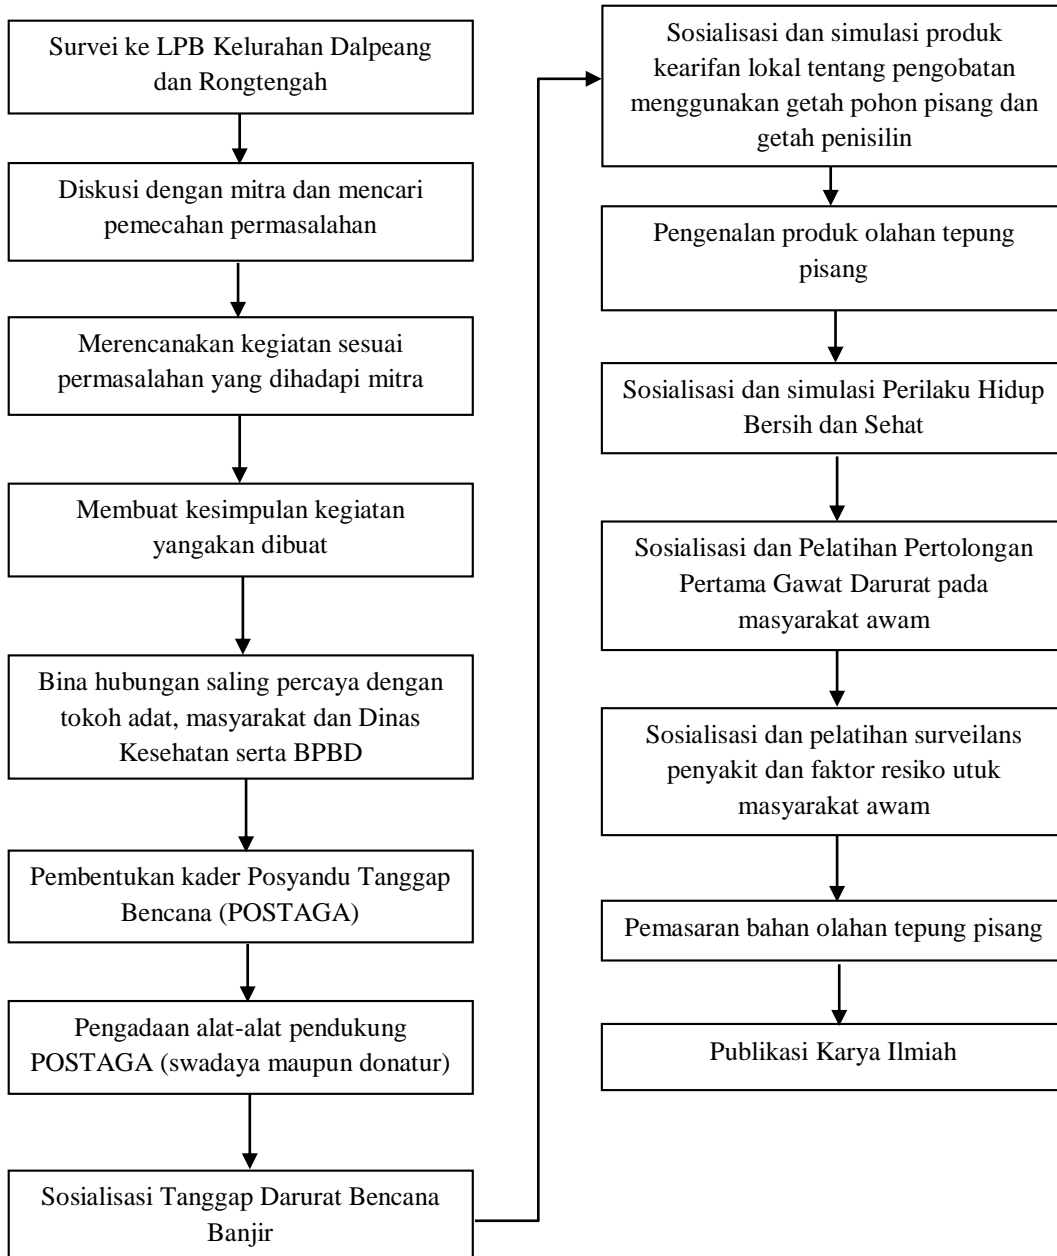 Survei ke LPB Kelurahan Dalpeang
dan Rongtengah
Diskusi dengan mitra dan mencari
pemecahan permasalahan
Merencanakan kegiatan sesuai
permasalahan yang dihadapi mitra
Membuat kesimpulan kegiatan
yangakan dibuat
Bina hubungan saling percaya dengan
tokoh adat, masyarakat dan Dinas
Kesehatan serta BPBD
Pembentukan kader Posyandu Tanggap
Bencana (POSTAGA)
Pengadaan alat-alat pendukung
POSTAGA (swadaya maupun donatur)
Sosialisasi Tanggap Darurat Bencana
Banjir
Sosialisasi dan simulasi produk
kearifan lokal tentang pengobatan
menggunakan getah pohon pisang dan
getah penisilin
Pengenalan produk olahan tepung
pisang
Sosialisasi dan simulasi Perilaku Hidup
Bersih dan Sehat
Sosialisasi dan Pelatihan Pertolongan
Pertama Gawat Darurat pada
masyarakat awam
Sosialisasi dan pelatihan surveilans
penyakit dan faktor resiko utuk
masyarakat awam
Pemasaran bahan olahan tepung pisang
Publikasi Karya Ilmiah